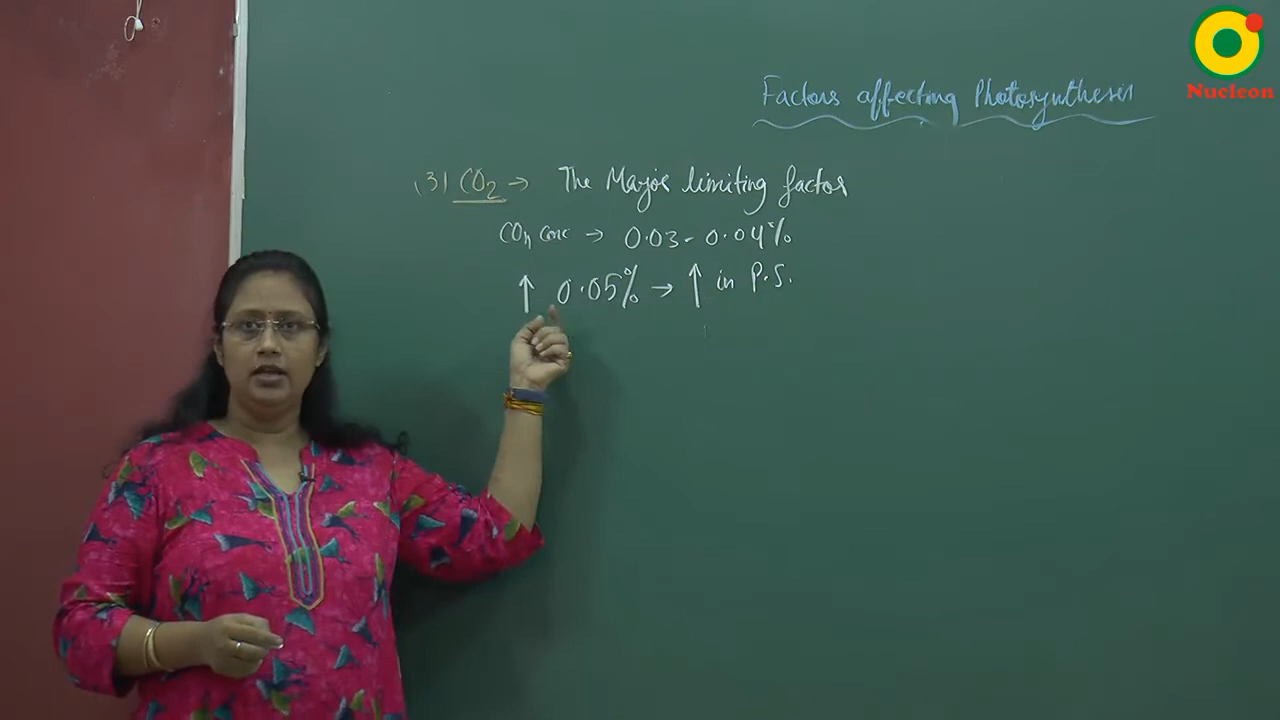 Nucleon
Factors affecting Photosynthesis
(3) CO₂ → The Major limiting factor
CO₂ conc → 0.03 - 0.04%
↑ 0.05% → ↑ in P.S.